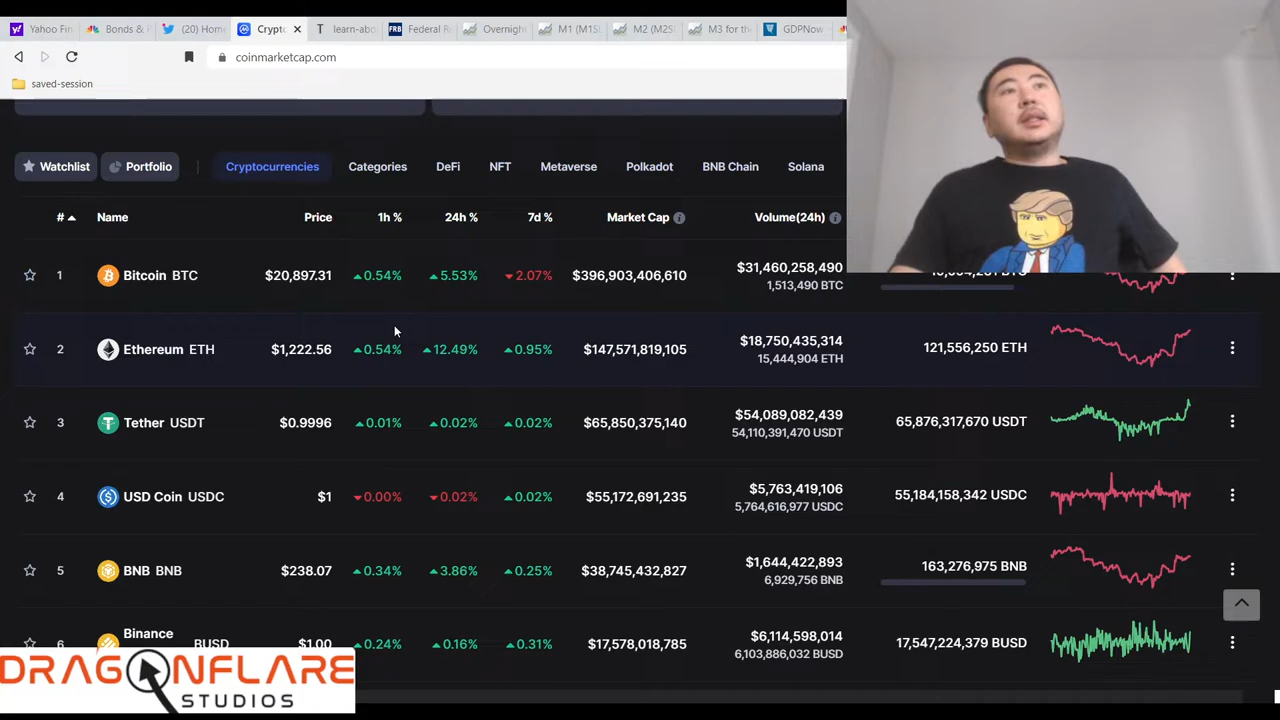 Yahoo Fin
Bonds &
(20) Home
Crypto
learn-abo
FRB
Federal R
Overnigh
M1 (M1S
M2 (M2S
M3 for th
GDPNow
coinmarketcap.com
saved-session
Watchlist
Portfolio
Cryptocurrencies
Categories
DeFi
NFT
Metaverse
Polkadot
BNB Chain
Solana
# Name Price 1h % 24h % 7d % Market Cap Volume(24h)
1 Bitcoin BTC $20,897.31 0.54% 5.53% 2.07% $396,903,406,610 $31,460,258,490
1,513,490 BTC
2 Ethereum ETH $1,222.56 0.54% 12.49% 0.95% $147,571,819,105 $18,750,435,314 121,556,250 ETH
15,444,904 ETH
3 Tether USDT $0.9996 0.01% 0.02% 0.02% $65,850,375,140 $54,089,082,439 65,876,317,670 USDT
54,110,391,470 USDT
4 USD Coin USDC $1 0.00% 0.02% 0.02% $55,172,691,235 $5,763,419,106 55,184,158,342 USDC
5,764,616,977 USDC
5 BNB BNB $238.07 0.34% 3.86% 0.25% $38,745,432,827 $1,644,422,893 163,276,975 BNB
6,929,756 BNB
6 Binance BUSD $1.00 0.24% 0.16% 0.31% $17,578,018,785 $6,114,598,014 17,547,224,379 BUSD
6,103,886,032 BUSD
DRAGONFLARE
STUDIOS